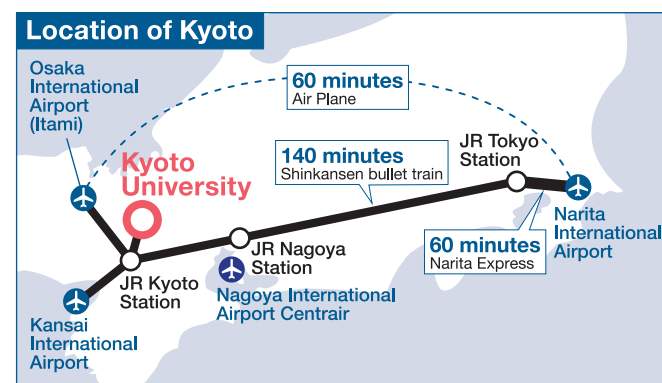 Location of Kyoto
Osaka
International
Airport
(Itami)
60 minutes
Air Plane
Kyoto
University
140 minutes
Shinkansen bullet train
JR Tokyo
Station
Narita
International
Airport
60 minutes
Narita Express
JR Nagoya
Station
JR Kyoto
Station
Nagoya International
Airport Centrair
Kansai
International
Airport